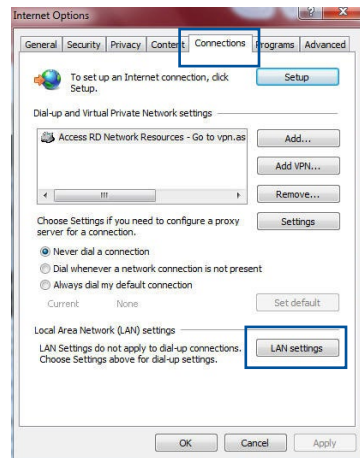 Internet Options
General Security Privacy Content Connections Programs Advanced
To set up an Internet connection, click Setup.
Setup
Dial-up and Virtual Private Network settings
Access RD Network Resources - Go to vpn.as
Add...
Add VPN...
Remove...
Choose Settings if you need to configure a proxy
server for a connection.
Settings
Never dial a connection
Dial whenever a network connection is not present
Always dial my default connection
Current None
Set default
Local Area Network (LAN) settings
LAN Settings do not apply to dial-up connections.
Choose Settings above for dial-up settings.
LAN settings
OK Cancel Apply